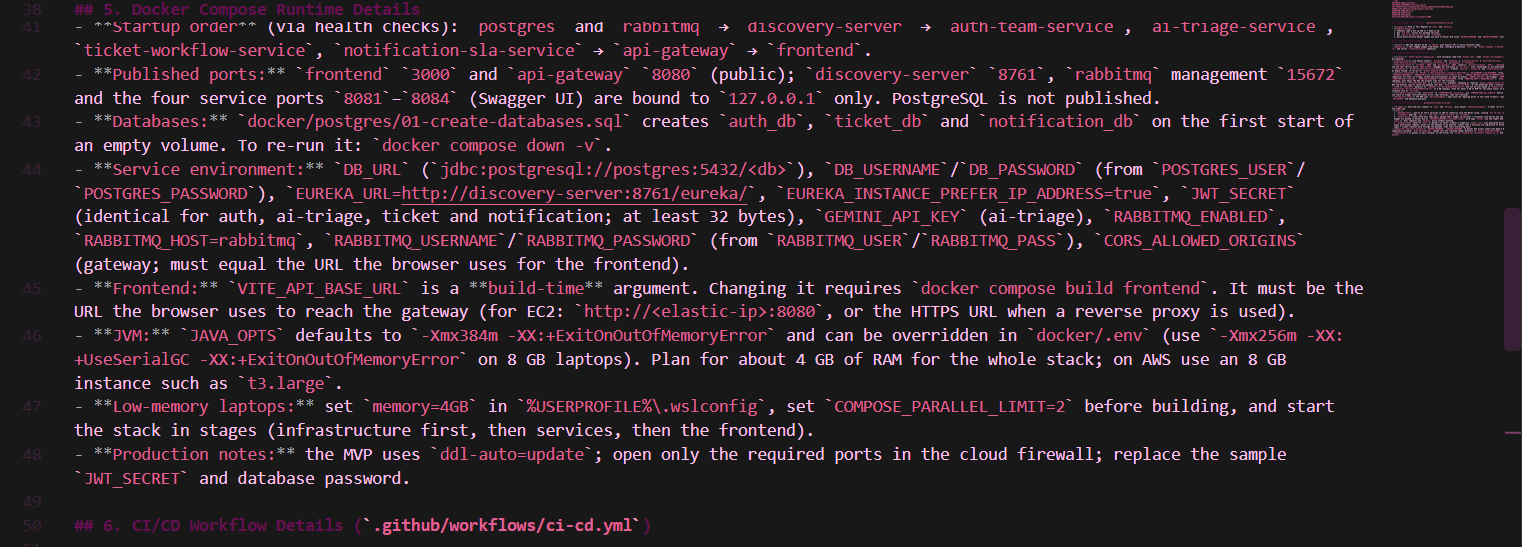 38 ## 5. Docker Compose Runtime Details
41 - **Startup order** (via health checks): postgres and rabbitmq → discovery-server → auth-team-service , ai-triage-service ,
`ticket-workflow-service`, `notification-sla-service` → `api-gateway` → `frontend`.
42 - **Published ports:** `frontend` `3000` and `api-gateway` `8080` (public); `discovery-server` `8761`, `rabbitmq` management `15672`
and the four service ports `8081`–`8084` (Swagger UI) are bound to `127.0.0.1` only. PostgreSQL is not published.
43 - **Databases:** `docker/postgres/01-create-databases.sql` creates `auth_db`, `ticket_db` and `notification_db` on the first start of
an empty volume. To re-run it: `docker compose down -v`.
44 - **Service environment:** `DB_URL` (`jdbc:postgresql://postgres:5432/<db>`), `DB_USERNAME`/`DB_PASSWORD` (from `POSTGRES_USER`/
`POSTGRES_PASSWORD`), `EUREKA_URL=http://discovery-server:8761/eureka/`, `EUREKA_INSTANCE_PREFER_IP_ADDRESS=true`, `JWT_SECRET`
(identical for auth, ai-triage, ticket and notification; at least 32 bytes), `GEMINI_API_KEY` (ai-triage), `RABBITMQ_ENABLED`,
`RABBITMQ_HOST=rabbitmq`, `RABBITMQ_USERNAME`/`RABBITMQ_PASSWORD` (from `RABBITMQ_USER`/`RABBITMQ_PASS`), `CORS_ALLOWED_ORIGINS`
(gateway; must equal the URL the browser uses for the frontend).
45 - **Frontend:** `VITE_API_BASE_URL` is a **build-time** argument. Changing it requires `docker compose build frontend`. It must be the
URL the browser uses to reach the gateway (for EC2: `http://<elastic-ip>:8080`, or the HTTPS URL when a reverse proxy is used).
46 - **JVM:** `JAVA_OPTS` defaults to `-Xmx384m -XX:+ExitOnOutOfMemoryError` and can be overridden in `docker/.env` (use `-Xmx256m -XX:
+UseSerialGC -XX:+ExitOnOutOfMemoryError` on 8 GB laptops). Plan for about 4 GB of RAM for the whole stack; on AWS use an 8 GB
instance such as `t3.large`.
47 - **Low-memory laptops:** set `memory=4GB` in `%USERPROFILE%\.wslconfig`, set `COMPOSE_PARALLEL_LIMIT=2` before building, and start
the stack in stages (infrastructure first, then services, then the frontend).
48 - **Production notes:** the MVP uses `ddl-auto=update`; open only the required ports in the cloud firewall; replace the sample
`JWT_SECRET` and database password.
49
50 ## 6. CI/CD Workflow Details (`.github/workflows/ci-cd.yml`)